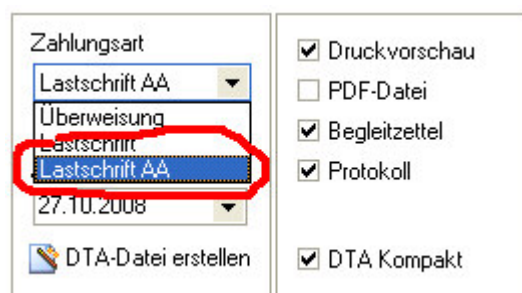 Zahlungsart
Lastschrift AA
Überweisung
Lastschrift
Lastschrift AA
27.10.2008
DTA-Datei erstellen
Druckvorschau
PDF-Datei
Begleitzettel
Protokoll
DTA Kompakt